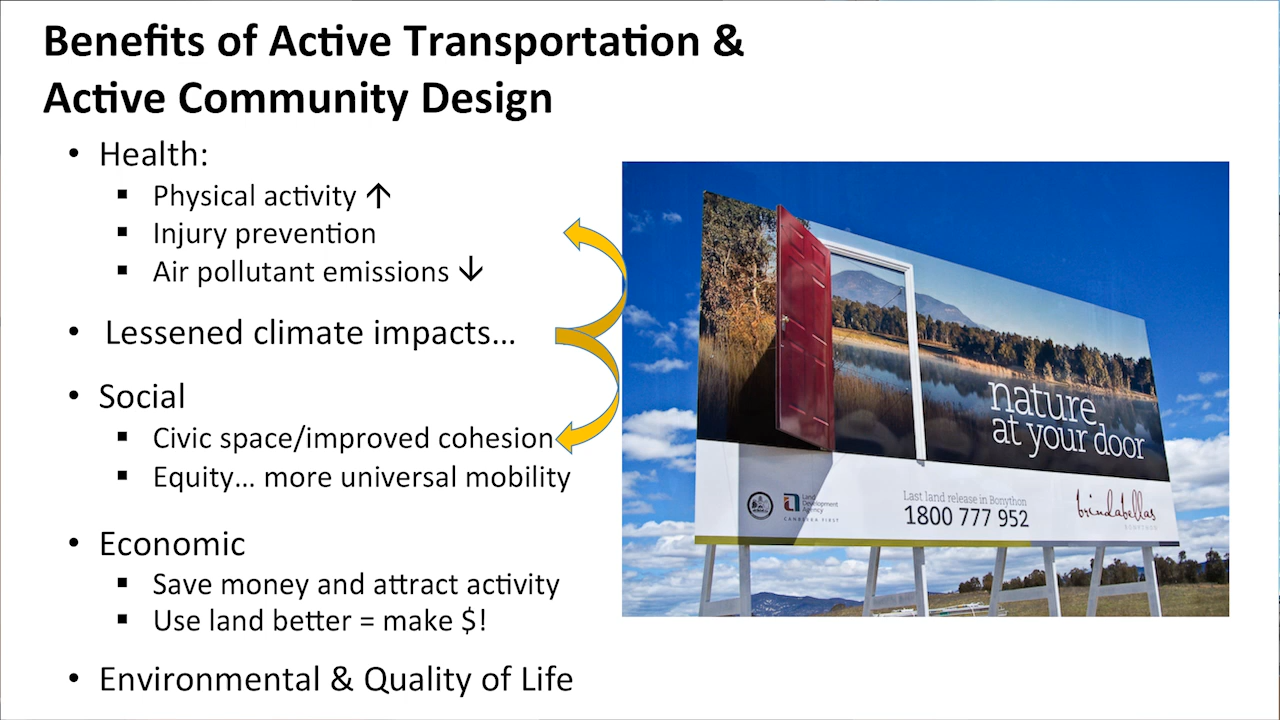 Benefits of Active Transportation &
Active Community Design
• Health:
▪ Physical activity ↑
▪ Injury prevention
▪ Air pollutant emissions ↓
• Lessened climate impacts...
• Social
▪ Civic space/improved cohesion
▪ Equity... more universal mobility
• Economic
▪ Save money and attract activity
▪ Use land better = make $!
• Environmental & Quality of Life
nature
at your door
Land
Development
Agency
CANBERRA FIRST
Last land release in Bonython
1800 777 952
brindabellas
BONYTHON